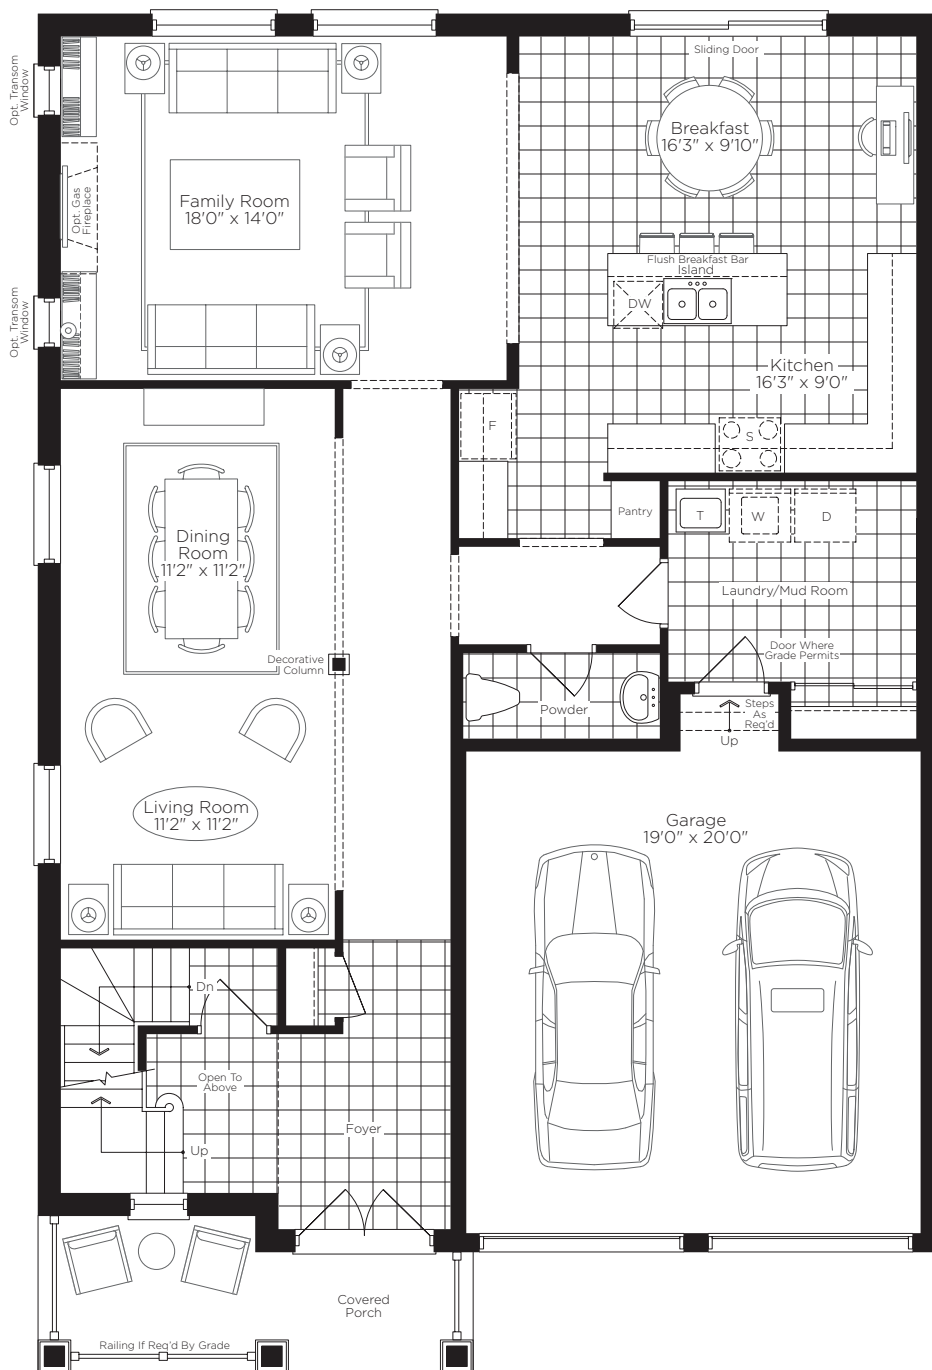 Sliding Door
Opt. Transom
Window
Breakfast
16'3" x 9'10"
Opt. Gas
Fireplace
Family Room
18'0" x 14'0"
Flush Breakfast Bar
Island
DW
Opt. Transom
Window
Kitchen
16'3" x 9'0"
F
S
Pantry
T
W
D
Dining
Room
11'2" x 11'2"
Laundry/Mud Room
Door Where
Grade Permits
Decorative
Column
Powder
Steps
As
Req'd
Up
Living Room
11'2" x 11'2"
Garage
19'0" x 20'0"
Dn
Open To
Above
Foyer
Up
Covered
Porch
Railing If Req'd By Grade